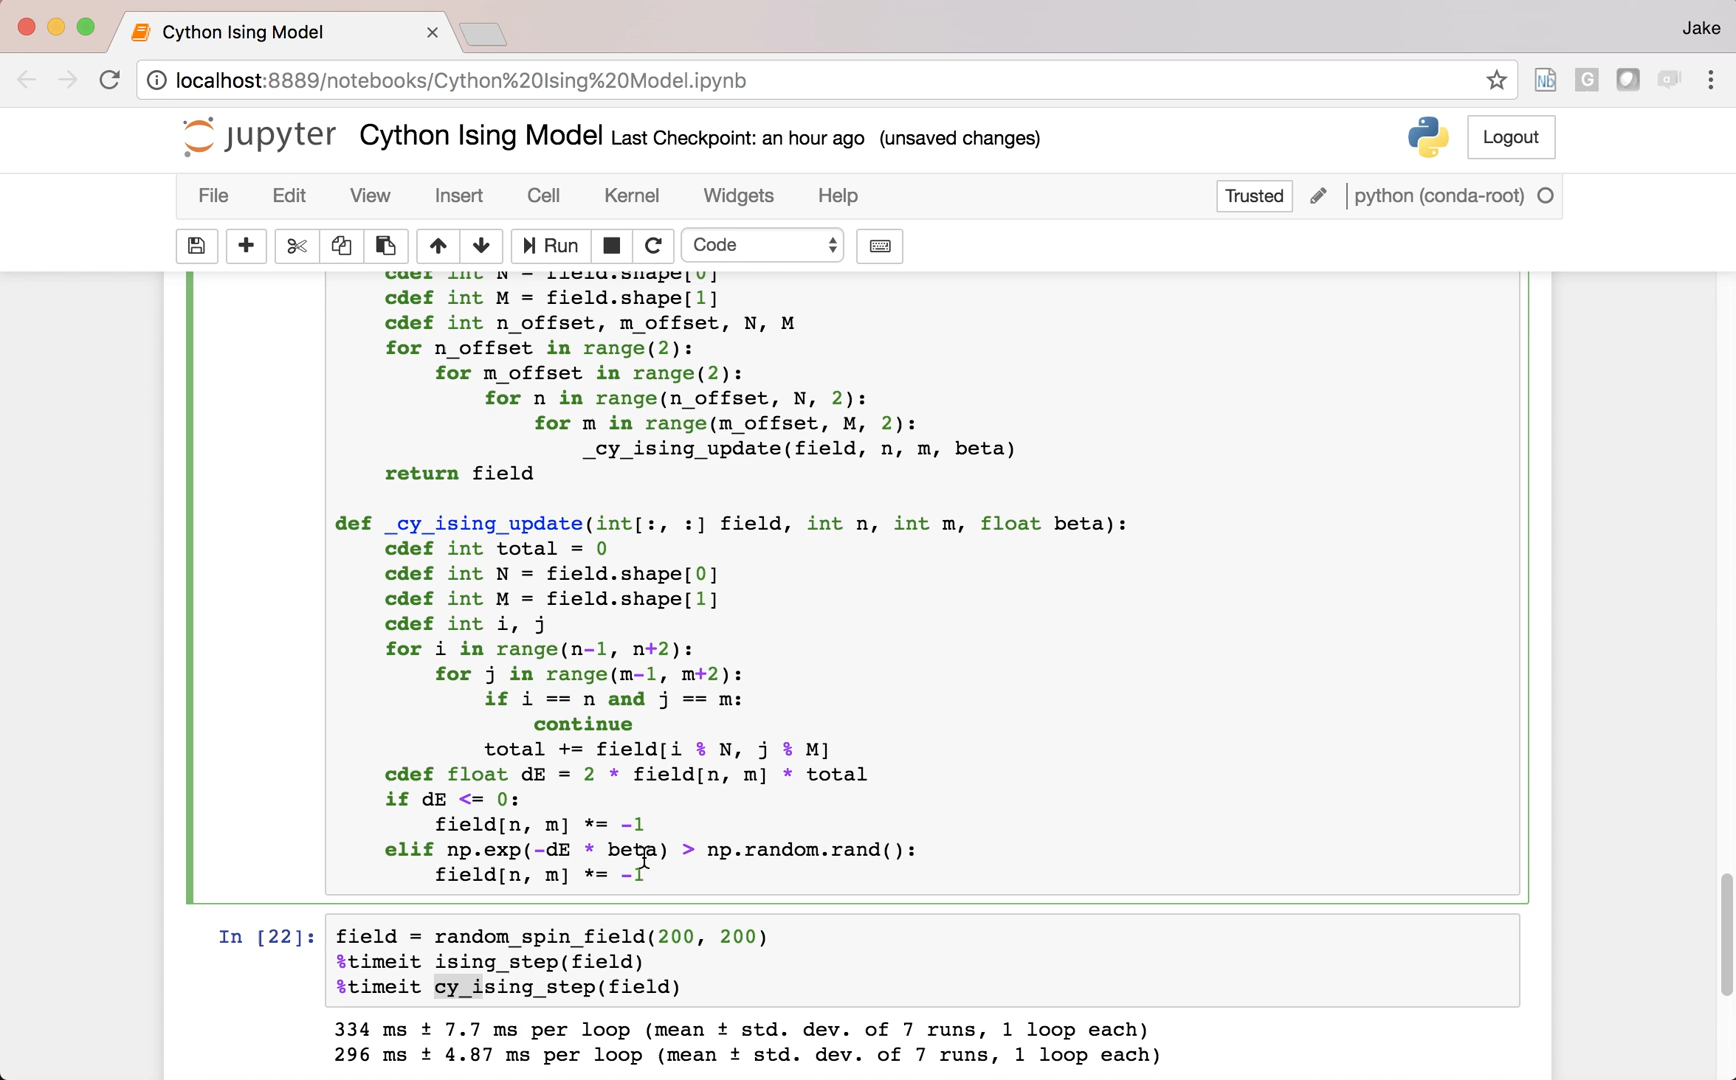 Cython Ising Model
Jake
localhost:8889/notebooks/Cython%20Ising%20Model.ipynb
jupyter Cython Ising Model Last Checkpoint: an hour ago (unsaved changes)
Logout
File Edit View Insert Cell Kernel Widgets Help Trusted python (conda-root)
Run Code
cdef int N = field.shape[0]
cdef int M = field.shape[1]
cdef int n_offset, m_offset, N, M
for n_offset in range(2):
for m_offset in range(2):
for n in range(n_offset, N, 2):
for m in range(m_offset, M, 2):
_cy_ising_update(field, n, m, beta)
return field
def _cy_ising_update(int[:, :] field, int n, int m, float beta):
cdef int total = 0
cdef int N = field.shape[0]
cdef int M = field.shape[1]
cdef int i, j
for i in range(n-1, n+2):
for j in range(m-1, m+2):
if i == n and j == m:
continue
total += field[i % N, j % M]
cdef float dE = 2 * field[n, m] * total
if dE <= 0:
field[n, m] *= -1
elif np.exp(-dE * beta) > np.random.rand():
field[n, m] *= -1
In [22]: field = random_spin_field(200, 200)
%timeit ising_step(field)
%timeit cy_ising_step(field)
334 ms ± 7.7 ms per loop (mean ± std. dev. of 7 runs, 1 loop each)
296 ms ± 4.87 ms per loop (mean ± std. dev. of 7 runs, 1 loop each)